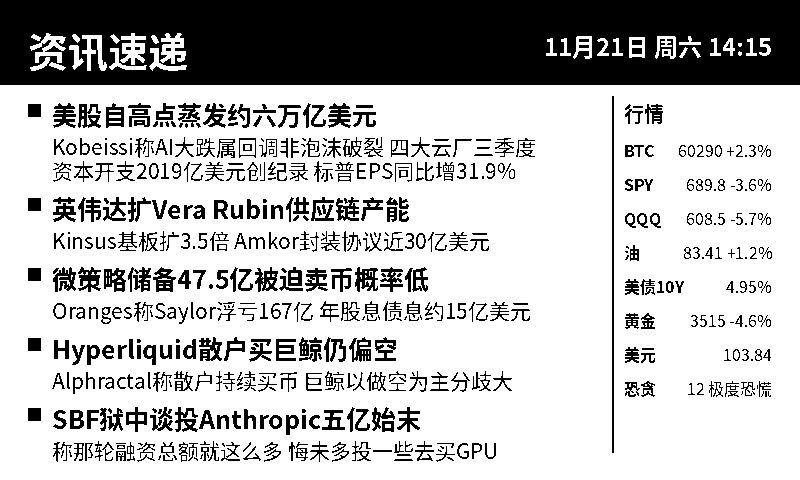 资讯速递
11月21日 周六 14:15
美股自高点蒸发约六万亿美元
Kobeissi称AI大跌属回调非泡沫破裂 四大云厂三季度
资本开支2019亿美元创纪录 标普EPS同比增31.9%
英伟达扩Vera Rubin供应链产能
Kinsus基板扩3.5倍 Amkor封装协议近30亿美元
微策略储备47.5亿被迫卖币概率低
Oranges称Saylor浮亏167亿 年股息债息约15亿美元
Hyperliquid散户买巨鲸仍偏空
Alphractal称散户持续买币 巨鲸以做空为主分歧大
SBF狱中谈投Anthropic五亿始末
称那轮融资总额就这么多 悔未多投一些去买GPU
行情
BTC 60290 +2.3%
SPY 689.8 -3.6%
QQQ 608.5 -5.7%
油 83.41 +1.2%
美债10Y 4.95%
黄金 3515 -4.6%
美元 103.84
恐贪 12 极度恐慌